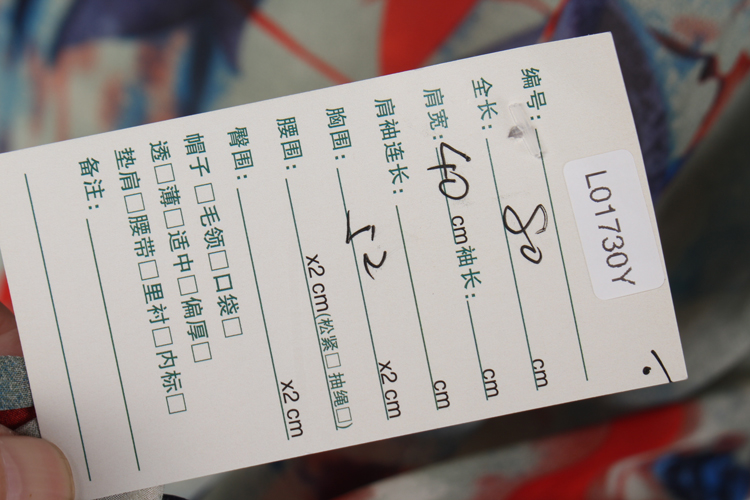 L01730Y
编号:
全长: 80 cm
肩宽: 40 cm 袖长: cm
肩袖连长: cm
胸围: 52 x2 cm
腰围: x2 cm(松紧□ 抽绳□)
臀围: x2 cm
帽子 □ 毛领□ 口袋□
透□薄□适中□偏厚□
垫肩□腰带□里衬□内标□
备注: